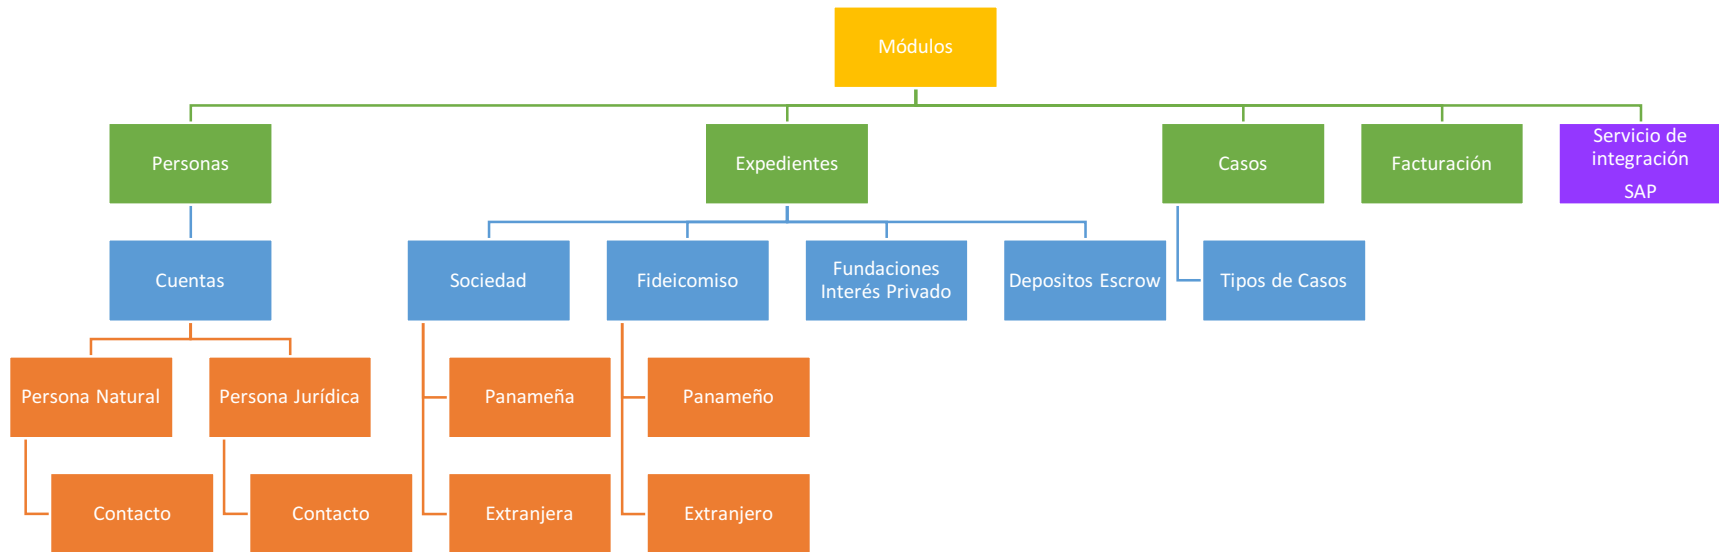 Módulos
Personas
Expedientes
Casos
Facturación
Servicio de
integración
SAP
Cuentas
Sociedad
Fideicomiso
Fundaciones
Interés Privado
Depositos Escrow
Tipos de Casos
Persona Natural
Persona Jurídica
Panameña
Panameño
Contacto
Contacto
Extranjera
Extranjero